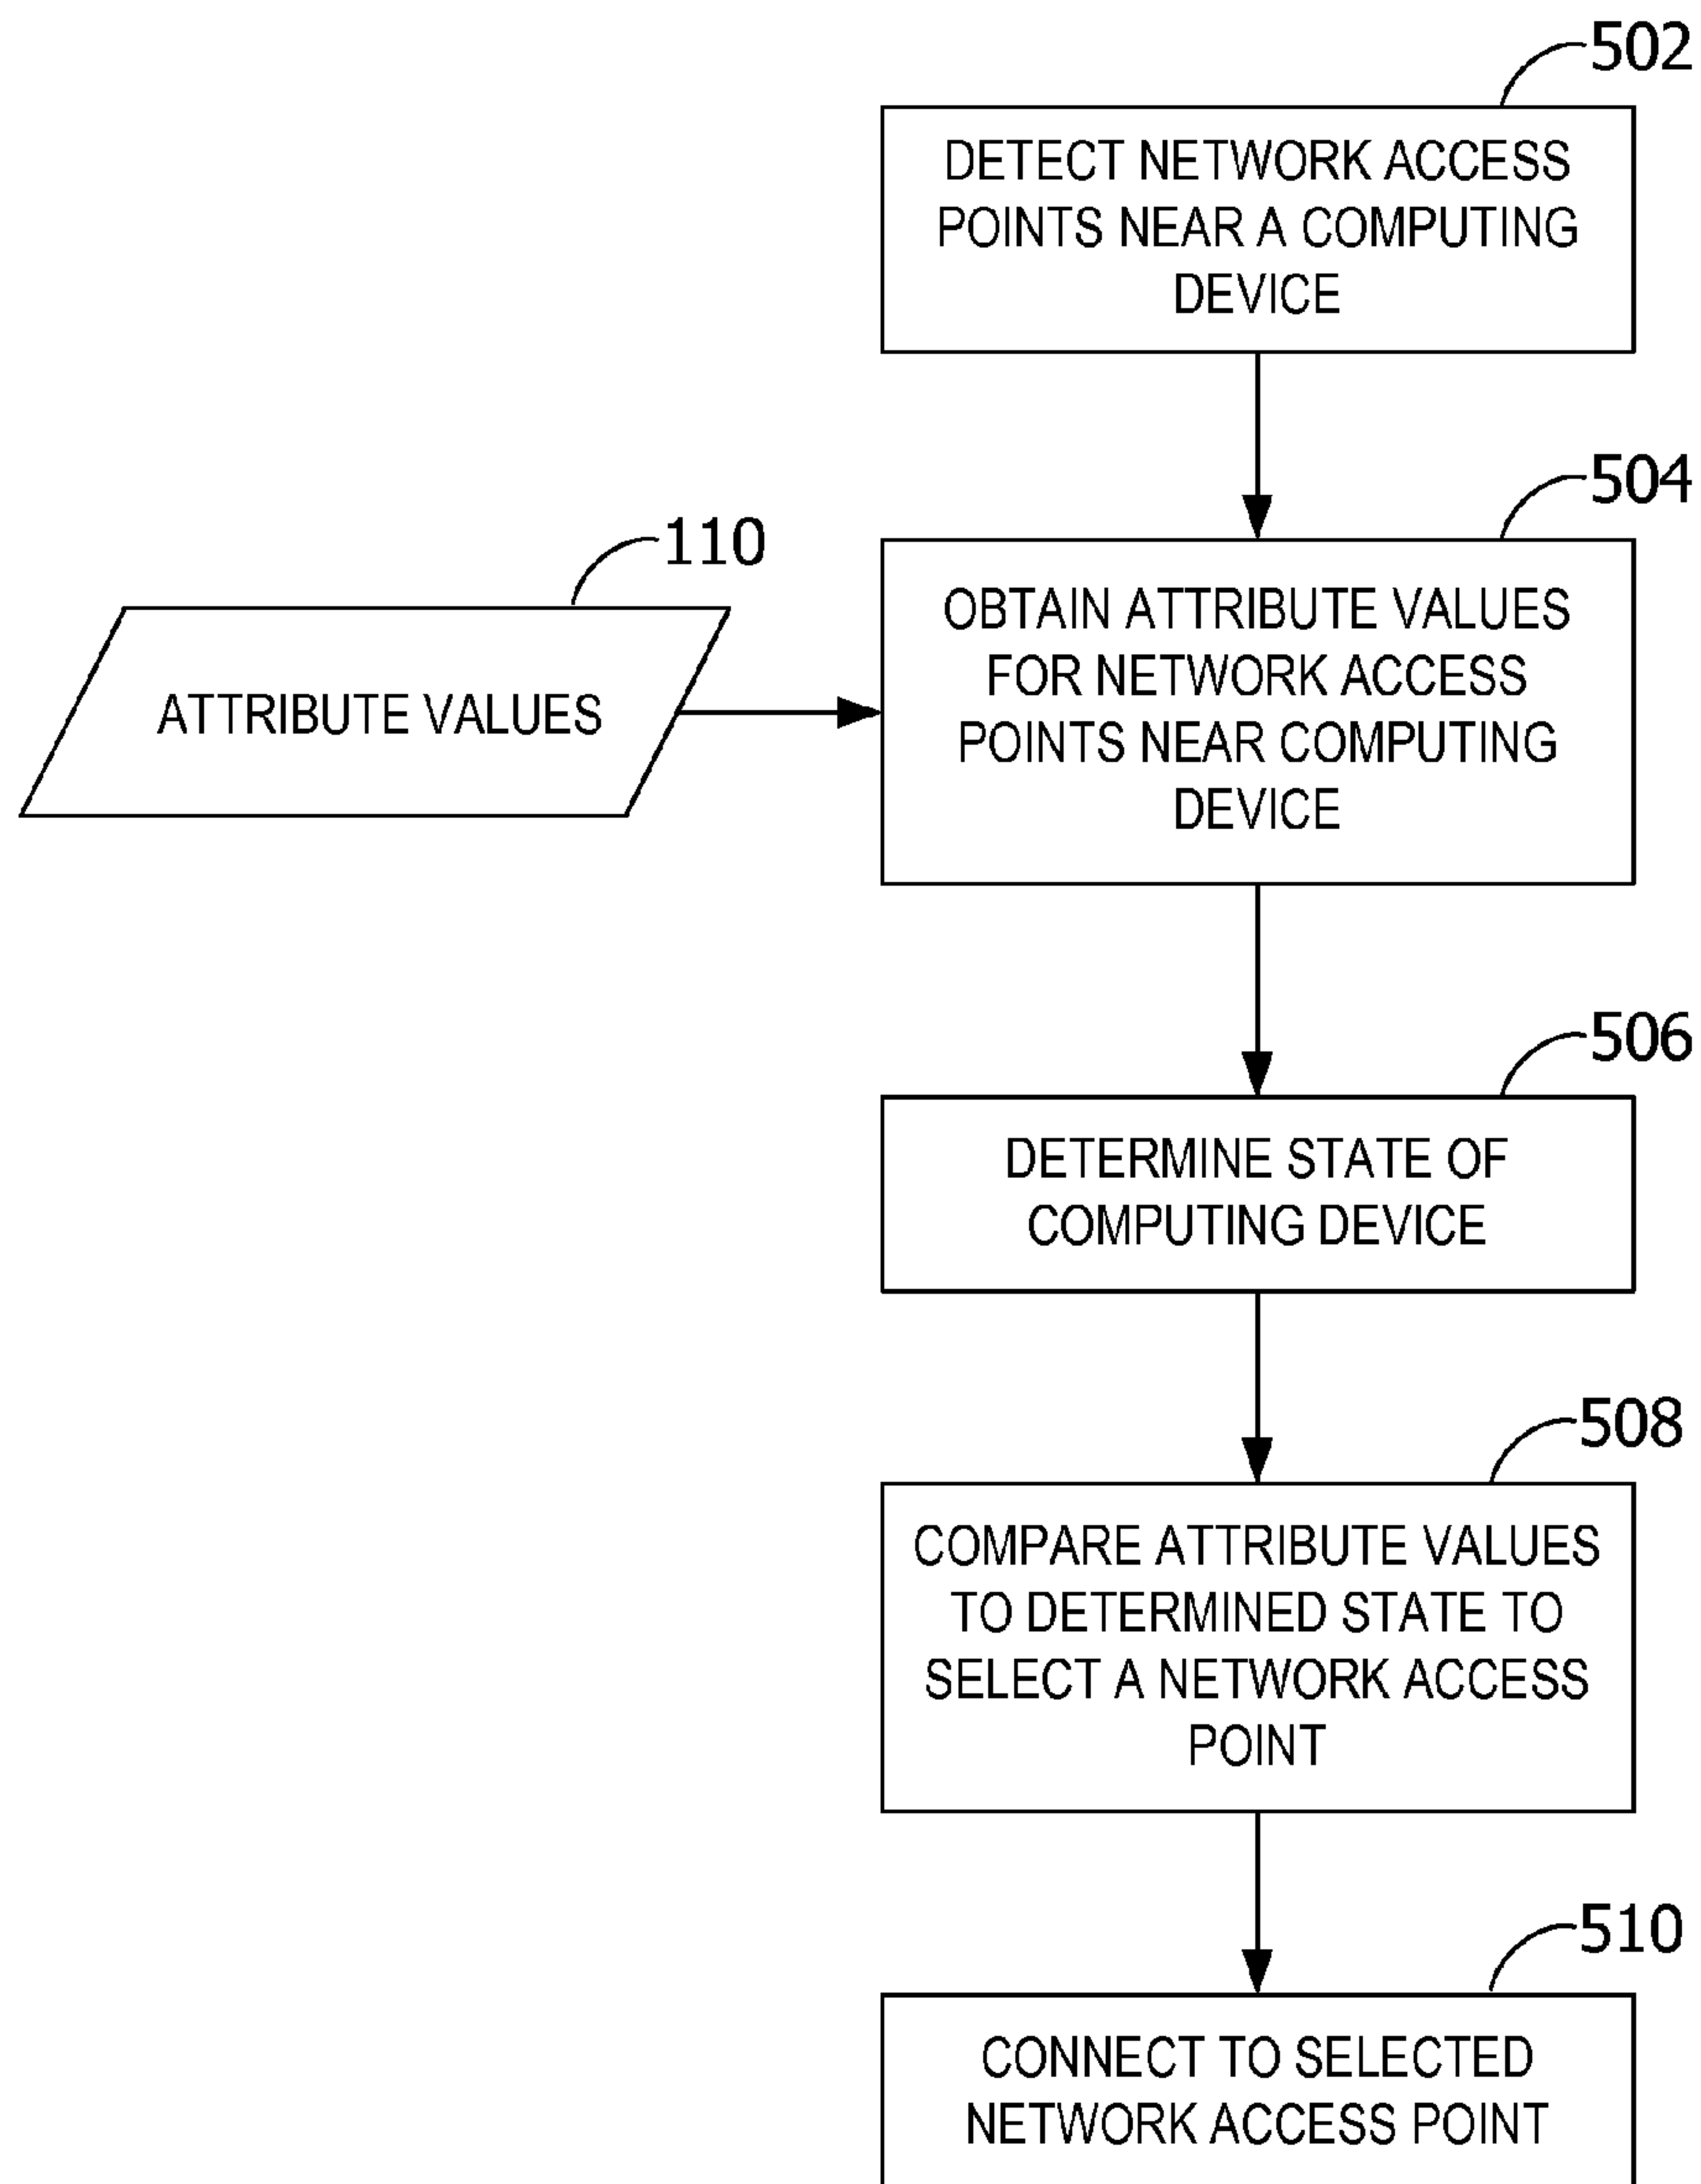 502
DETECT NETWORK ACCESS
POINTS NEAR A COMPUTING
DEVICE
504
110
OBTAIN ATTRIBUTE VALUES
FOR NETWORK ACCESS
POINTS NEAR COMPUTING
DEVICE
ATTRIBUTE VALUES
506
DETERMINE STATE OF
COMPUTING DEVICE
508
COMPARE ATTRIBUTE VALUES
TO DETERMINED STATE TO
SELECT A NETWORK ACCESS
POINT
510
CONNECT TO SELECTED
NETWORK ACCESS POINT